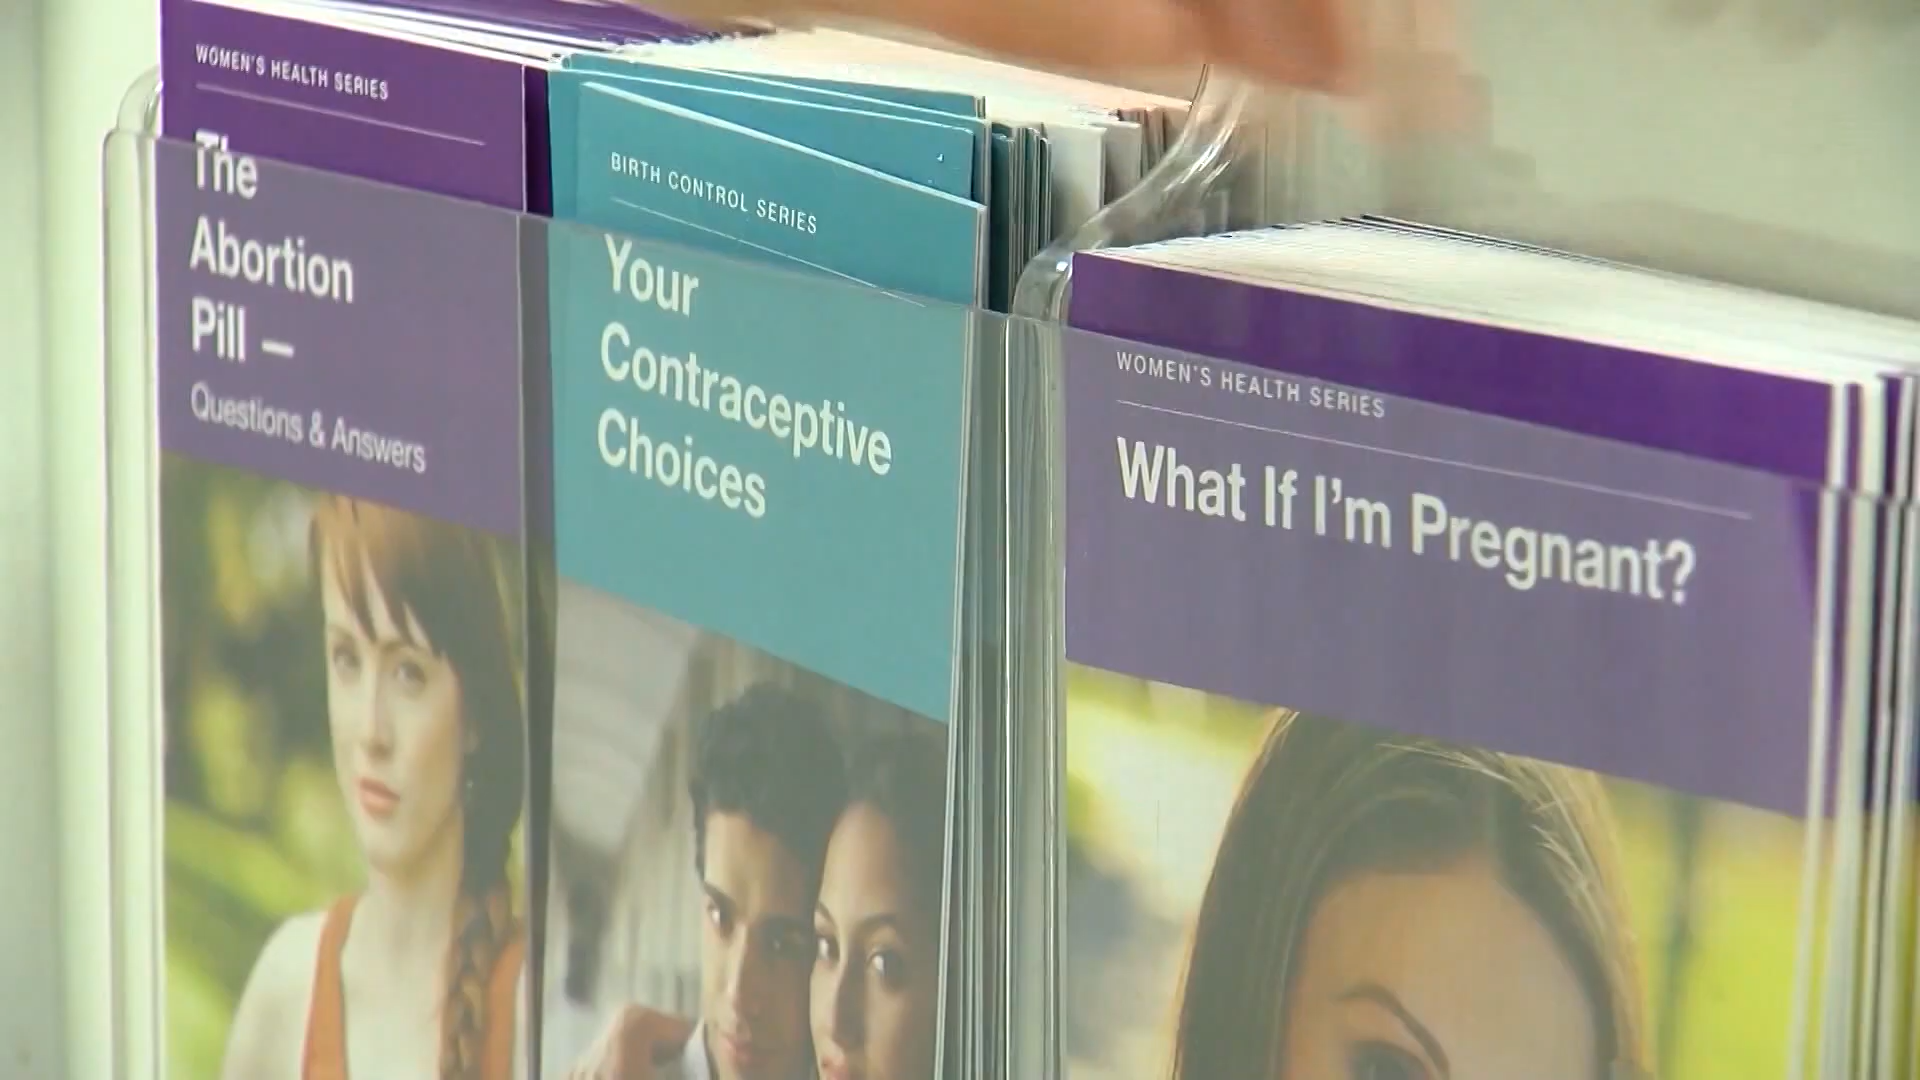 WOMEN'S HEALTH SERIES
The
Abortion
Pill –
Questions & Answers
BIRTH CONTROL SERIES
Your
Contraceptive
Choices
WOMEN'S HEALTH SERIES
What If I'm Pregnant?